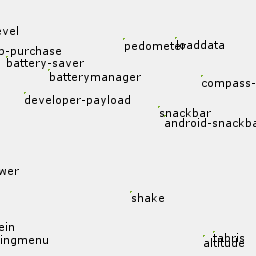 evel
pedometer
loaddata
p-purchase
battery-saver
batterymanager
compass-
developer-payload
snackbar
android-snackba
wer
shake
ein
ingmenu
tabris
altitude